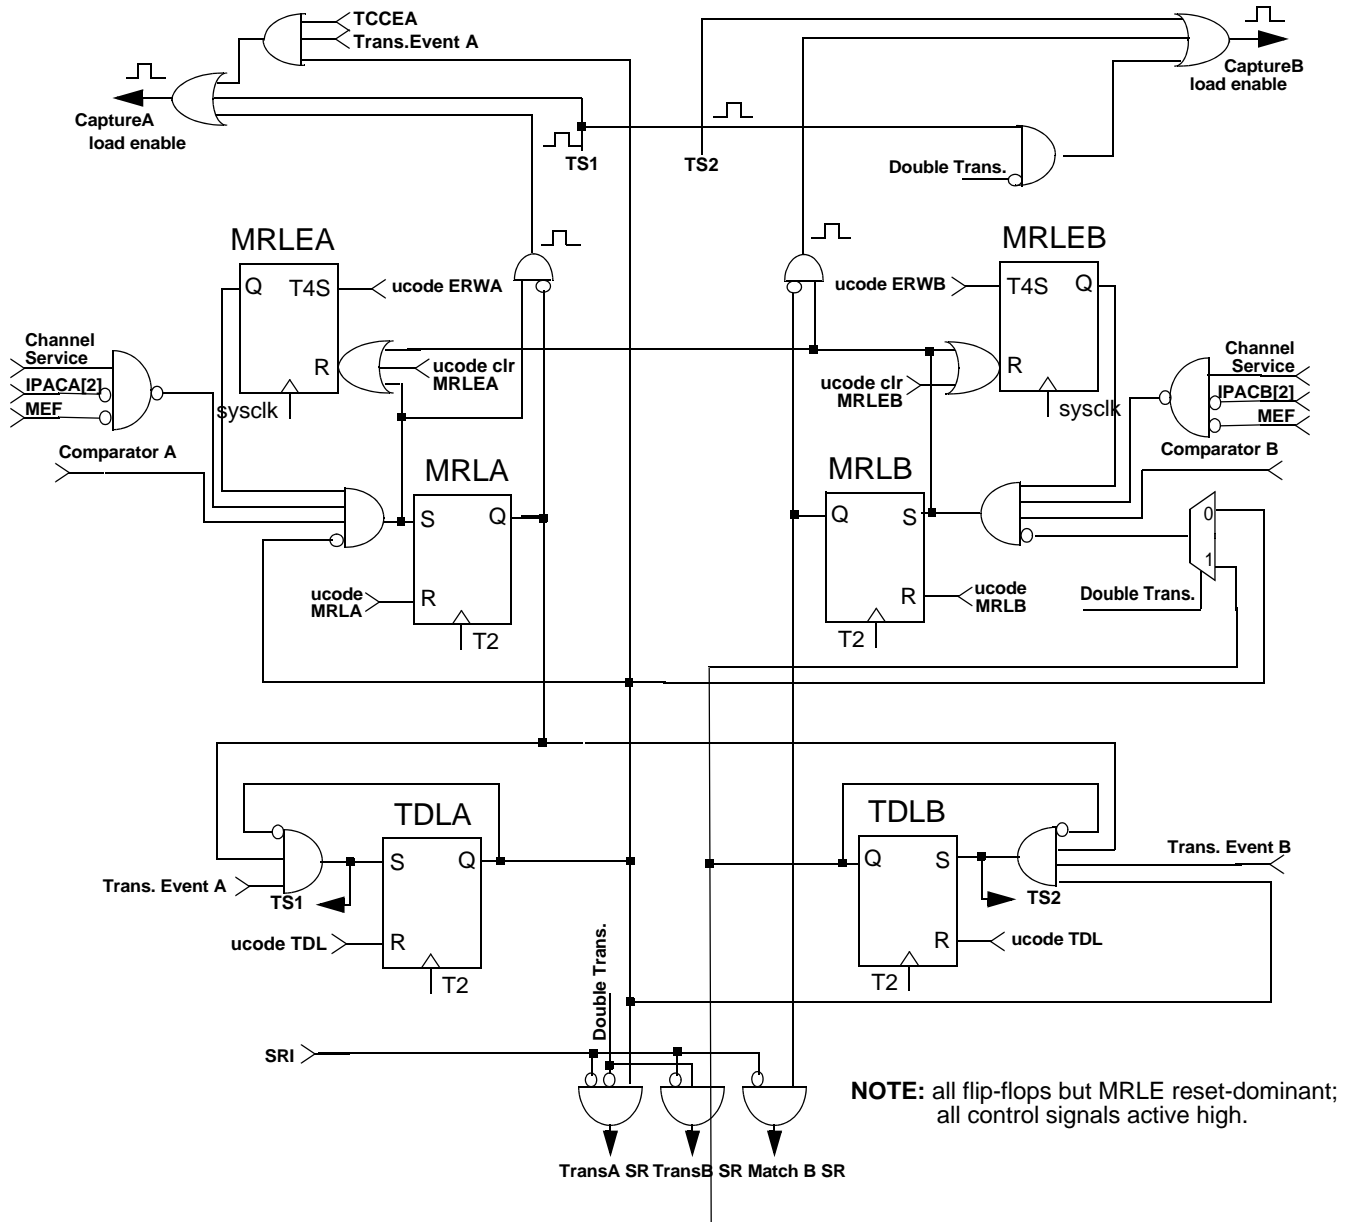 TCCEA
Trans.Event A
CaptureA
load enable
TS1
TS2
Double Trans.
CaptureB
load enable
MRLEA
Q
T4S
R
sysclk
ucode ERWA
ucode clr
MRLEA
Channel
Service
IPACA[2]
MEF
Comparator A
MRLEB
ucode ERWB
T4S
Q
R
sysclk
ucode clr
MRLEB
Channel
Service
IPACB[2]
MEF
Comparator B
MRLA
S
Q
R
T2
ucode
MRLA
MRLB
Q
S
R
T2
ucode
MRLB
0
1
Double Trans.
TDLA
S
Q
R
T2
Trans. Event A
TS1
ucode TDL
TDLB
Q
S
R
T2
Trans. Event B
TS2
ucode TDL
Double Trans.
SRI
TransA SR
TransB SR
Match B SR
NOTE: all flip-flops but MRLE reset-dominant;
all control signals active high.